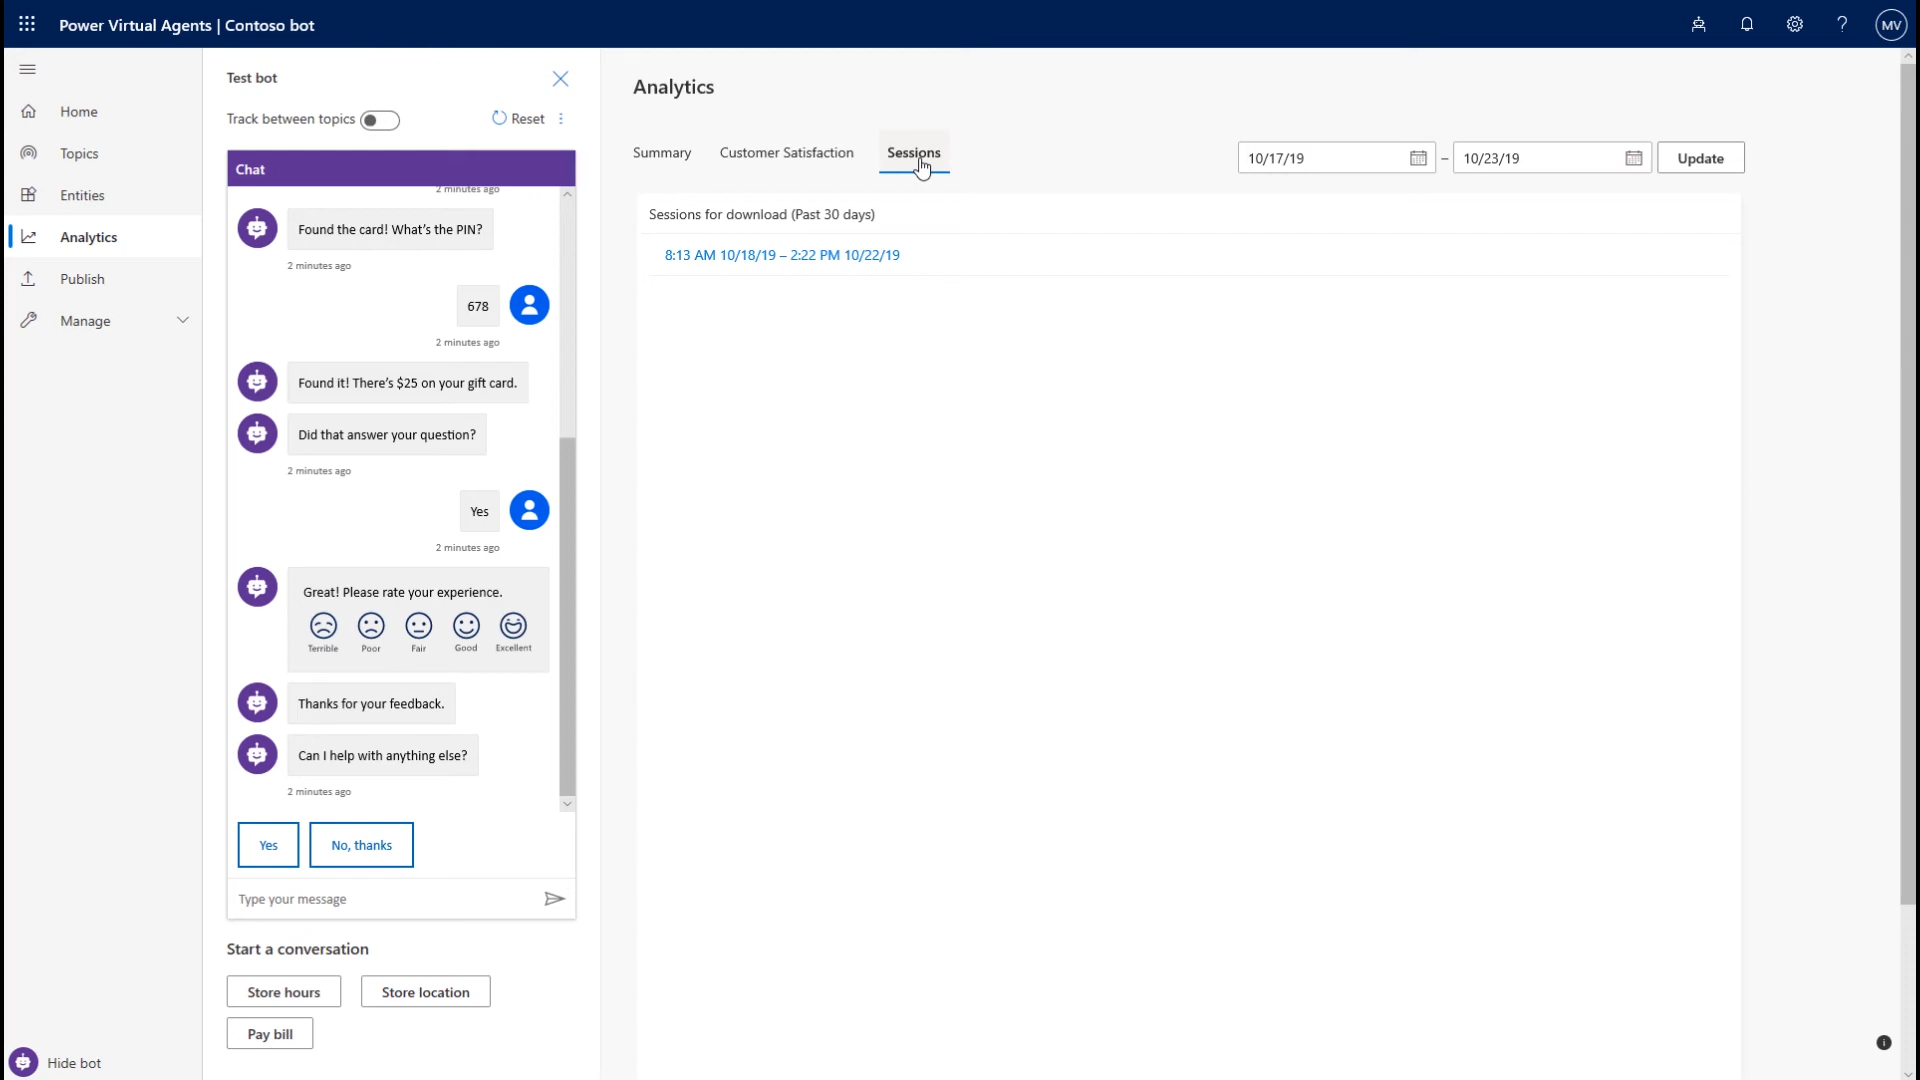 Power Virtual Agents | Contoso bot
MV
Home
Topics
Entities
Analytics
Publish
Manage
Hide bot
Test bot
Track between topics
Reset
Chat
2 minutes ago
Found the card! What's the PIN?
2 minutes ago
678
2 minutes ago
Found it! There's $25 on your gift card.
Did that answer your question?
2 minutes ago
Yes
2 minutes ago
Great! Please rate your experience.
Terrible Poor Fair Good Excellent
Thanks for your feedback.
Can I help with anything else?
2 minutes ago
Yes No, thanks
Type your message
Start a conversation
Store hours Store location
Pay bill
Analytics
Summary Customer Satisfaction Sessions
10/17/19 – 10/23/19 Update
Sessions for download (Past 30 days)
8:13 AM 10/18/19 – 2:22 PM 10/22/19